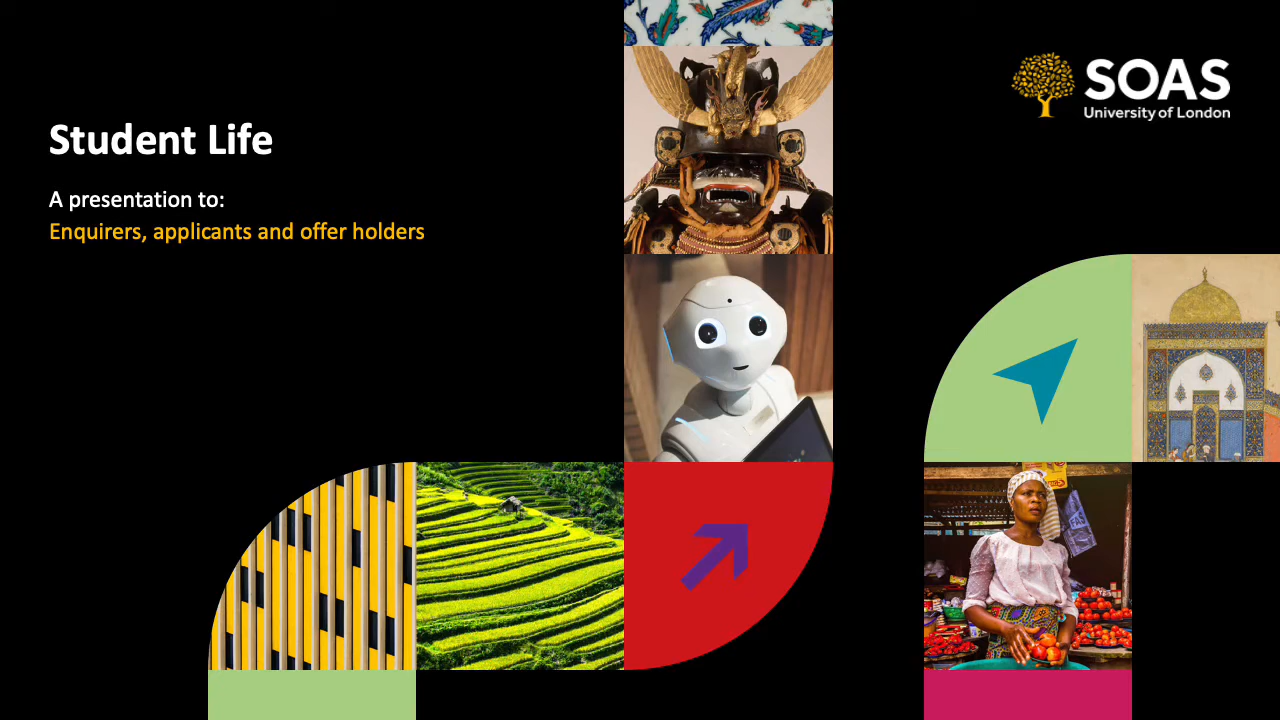 Student Life
A presentation to:
Enquirers, applicants and offer holders
SOAS
University of London